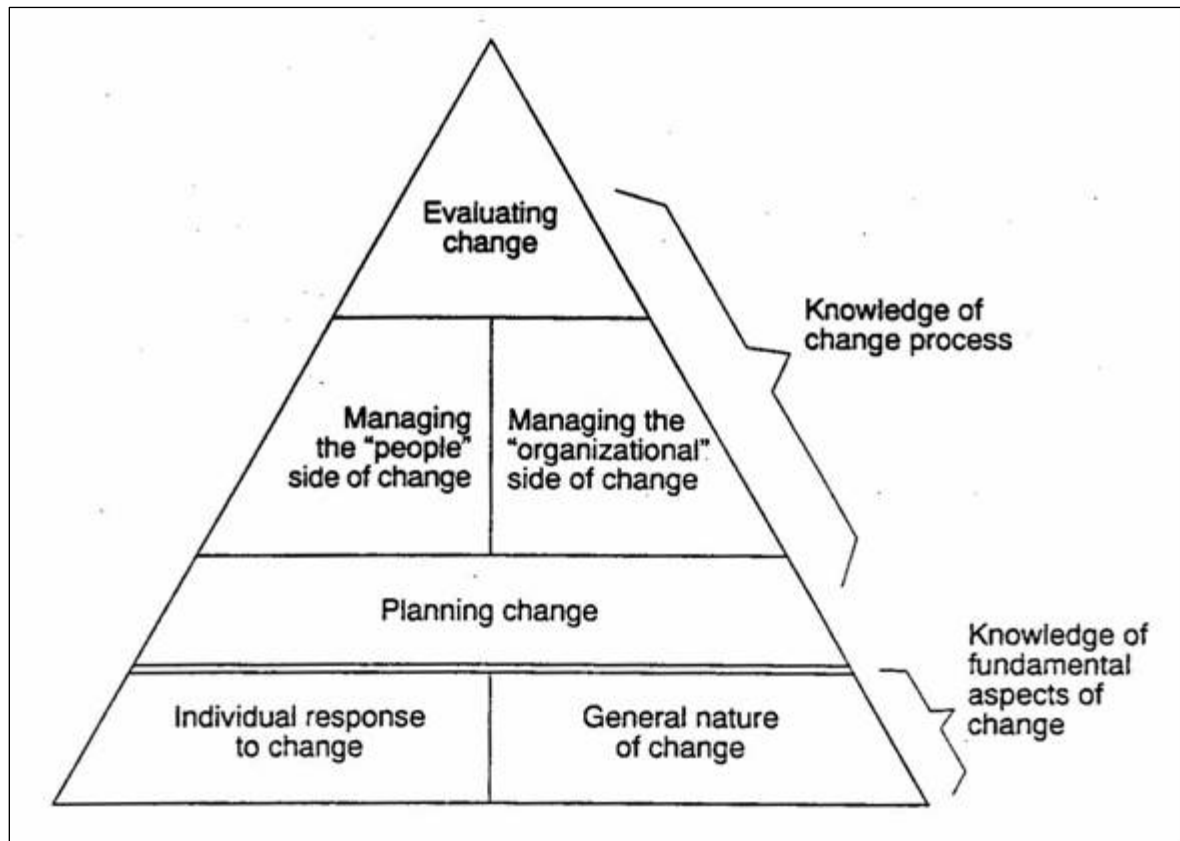 Evaluating
change
Knowledge of
change process
Managing
the "people"
side of change
Managing the
"organizational"
side of change
Planning change
Knowledge of
fundamental
aspects of
change
Individual response
to change
General nature
of change